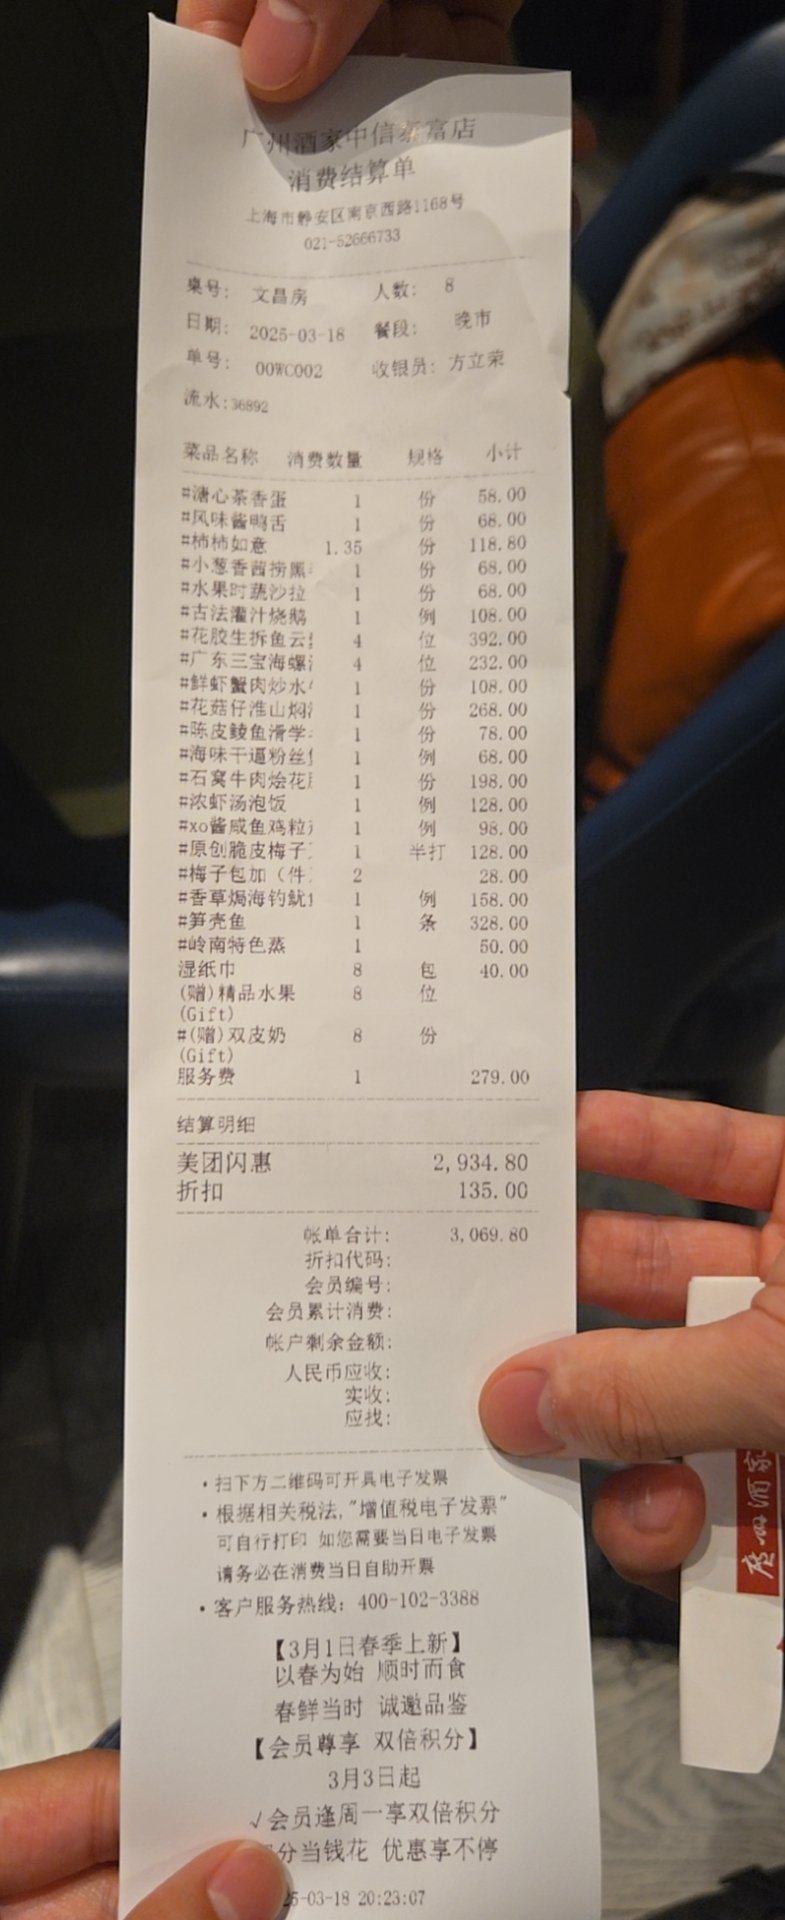 广州酒家中信泰富店
消费结算单
上海市静安区南京西路1168号
021-52666733
桌号: 文昌房 人数: 8
日期: 2025-03-18 餐段: 晚市
单号: 00WC002 收银员: 方立荣
流水:36892
菜品名称 消费数量 规格 小计
#溏心茶香蛋 1 份 58.00
#风味酱鸭舌 1 份 68.00
#柿柿如意 1.35 份 118.80
#小葱香茜捞黑 1 份 68.00
#水果时蔬沙拉 1 份 68.00
#古法灌汁烧鹅 1 例 108.00
#花胶生拆鱼云 4 位 392.00
#广东三宝海螺 4 位 232.00
#鲜虾蟹肉炒水 1 份 108.00
#花菇仔淮山焖 1 份 268.00
#陈皮鲮鱼滑学 1 份 78.00
#海味干逼粉丝 1 例 68.00
#石窝牛肉烩花 1 份 198.00
#浓虾汤泡饭 1 例 128.00
#xo酱咸鱼鸡粒 1 例 98.00
#原创脆皮梅子 1 半打 128.00
#梅子包加（件 2 28.00
#香草焗海钓鱿 1 例 158.00
#笋壳鱼 1 条 328.00
#岭南特色蒸 1 50.00
湿纸巾 8 包 40.00
(赠)精品水果 8 位
(Gift)
#(赠)双皮奶 8 份
(Gift)
服务费 1 279.00
结算明细
美团闪惠 2,934.80
折扣 135.00
帐单合计: 3,069.80
折扣代码:
会员编号:
会员累计消费:
帐户剩余金额:
人民币应收:
实收:
应找:
·扫下方二维码可开具电子发票
·根据相关税法,"增值税电子发票"
可自行打印 如您需要当日电子发票
请务必在消费当日自助开票
·客户服务热线: 400-102-3388
【3月1日春季上新】
以春为始 顺时而食
春鲜当时 诚邀品鉴
【会员尊享 双倍积分】
3月3日起
√会员逢周一享双倍积分
分当钱花 优惠享不停
25-03-18 20:23:07
广州酒家